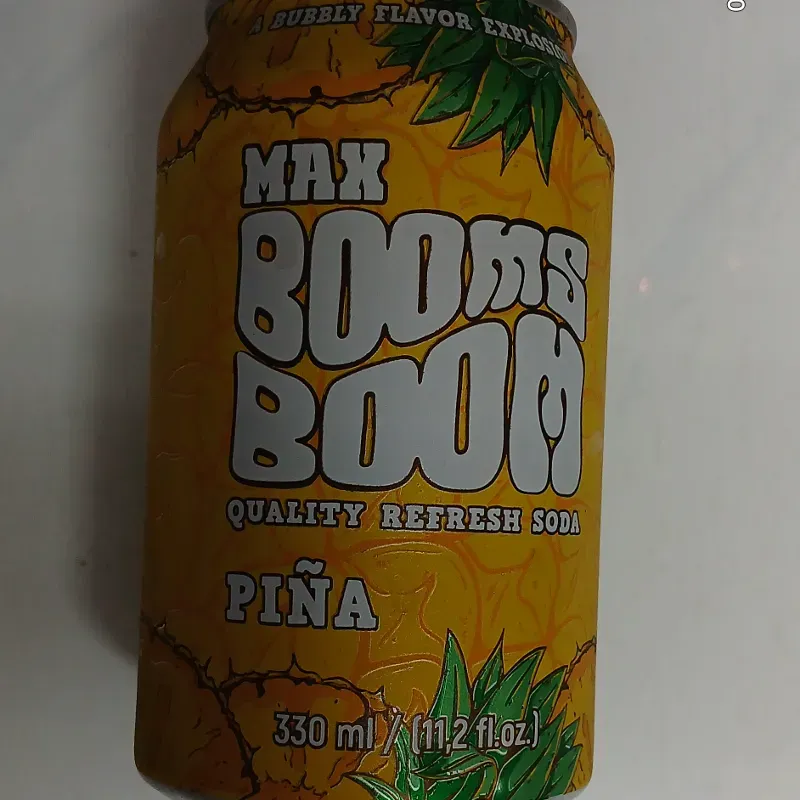 A BUBBLY FLAVOR EXPLOSION
MAX
BOOMS
BOOM
QUALITY REFRESH SODA
PIÑA
330 ml / (11,2 fl.oz.)